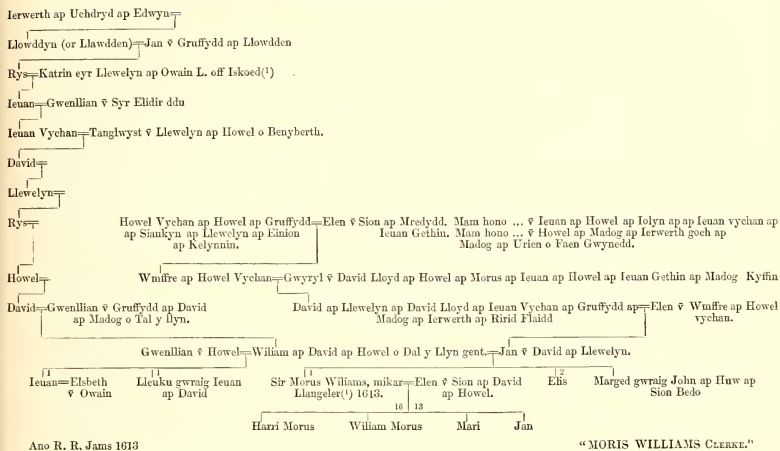 Ierwerth ap Uchdryd ap Edwyn
Llowddyn (or Llawdden)=Jan ṽ Gruffydd ap Llowdden
Rys=Katrin eyr Llewelyn ap Owain L. off Iskoed(¹)
Ieuan=Gwenllian ṽ Syr Elidir ddu
Ieuan Vychan=Tanglwyst ṽ Llewelyn ap Howel o Benyberth.
David
Llewelyn
Rys
Howel Vychan ap Howel ap Gruffydd=Elen ṽ Sion ap Mredydd. Mam hono ... ṽ Ieuan ap Howel ap Iolyn ap ap Ieuan vychan ap
ap Siankyn ap Llewelyn ap Einion
ap Kelynnin.
Ieuan Gethin. Mam hono ... ṽ Howel ap Madog ap Ierwerth goch ap
Madog ap Urien o Faen Gwynedd.
Howel
Wmffre ap Howel Vychan=Gwyryl ṽ David Lloyd ap Howel ap Morus ap Ieuan ap Howel ap Ieuan Gethin ap Madog Kyffin
David=Gwenllian ṽ Gruffydd ap David
ap Madog o Tal y llyn.
David ap Llewelyn ap David Lloyd ap Ieuan Vychan ap Gruffydd ap=Elen ṽ Wmffre ap Howel
Madog ap Ierwerth ap Ririd Flaidd
vychan.
Gwenllian ṽ Howel=Wiliam ap David ap Howel o Dal y Llyn gent.=Jan ṽ David ap Llewelyn.
1
1
1
2
Ieuan=Elsbeth
ṽ Owain
Lleuku gwraig Ieuan
ap David
Sir Morus Wiliams, mikar=Elen ṽ Sion ap David
Llangeler(¹) 1613.
ap Howel.
Elis
Marged gwraig John ap Huw ap
Sion Bedo
16 13
Harri Morus
Wiliam Morus
Mari
Jan
Ano R. R. Jams 1613
"MORIS WILLIAMS CLERKE."